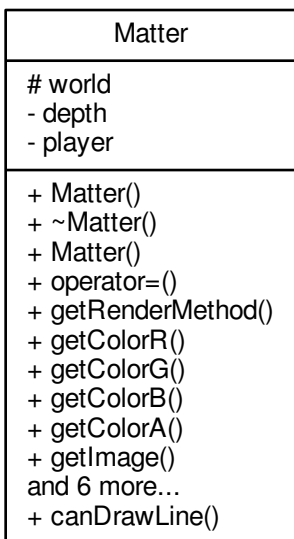 Matter
# world
- depth
- player
+ Matter()
+ ~Matter()
+ Matter()
+ operator=()
+ getRenderMethod()
+ getColorR()
+ getColorG()
+ getColorB()
+ getColorA()
+ getImage()
and 6 more...
+ canDrawLine()